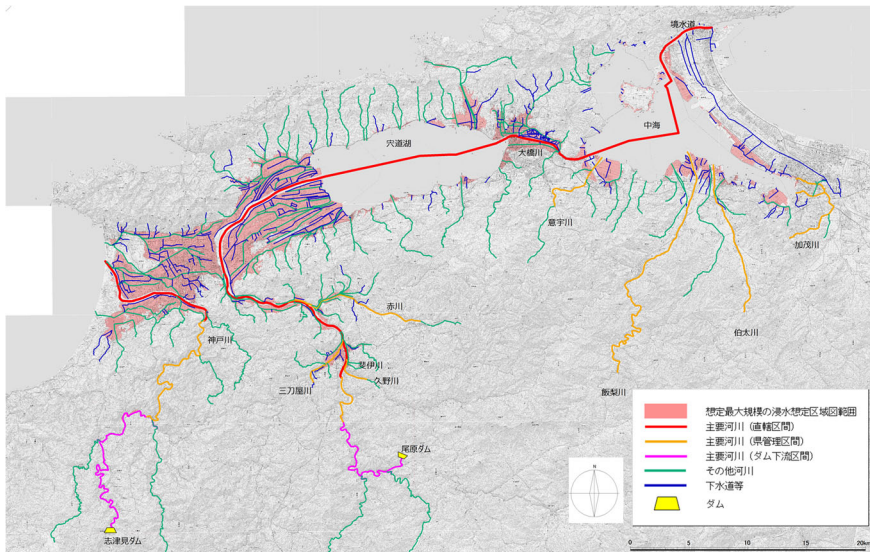 境水道
中海
宍道湖
大橋川
意宇川
加茂川
伯太川
飯梨川
赤川
神戸川
斐伊川
久野川
三刀屋川
尾原ダム
志津見ダム
N
想定最大規模の浸水想定区域図範囲
主要河川（直轄区間）
主要河川（県管理区間）
主要河川（ダム下流区間）
その他河川
下水道等
ダム
0 5 10 15 20km